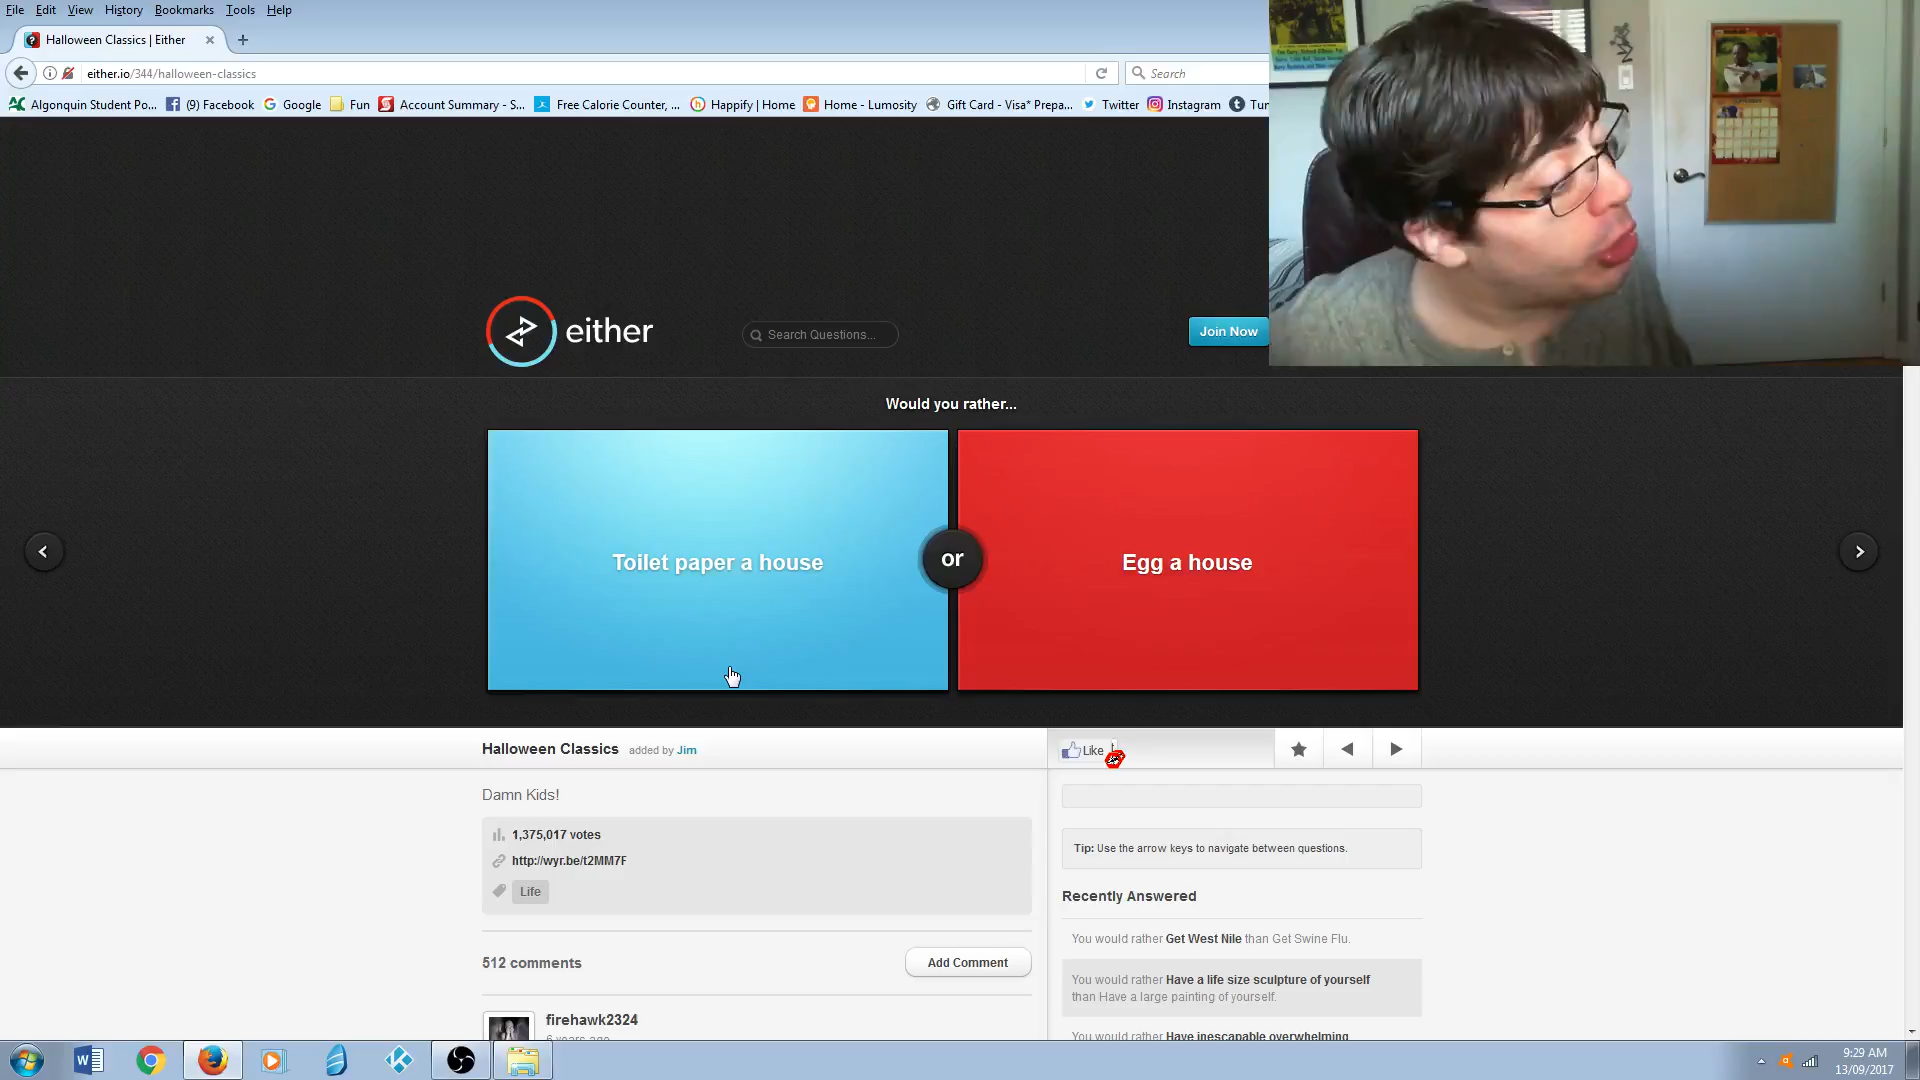 File Edit View History Bookmarks Tools Help
Halloween Classics | Either
either.io/344/halloween-classics
Search
Algonquin Student Po... (9) Facebook Google Fun Account Summary - S... Free Calorie Counter, ... Happify | Home Home - Lumosity Gift Card - Visa* Prepa... Twitter Instagram
either
Search Questions...
Join Now
Would you rather...
Toilet paper a house
or
Egg a house
Halloween Classics added by Jim
Like
Damn Kids!
1,375,017 votes
http://wyr.be/t2MM7F
Life
512 comments
Add Comment
firehawk2324
6 years ago
Tip: Use the arrow keys to navigate between questions.
Recently Answered
You would rather Get West Nile than Get Swine Flu.
You would rather Have a life size sculpture of yourself
than Have a large painting of yourself.
You would rather Have inescapable overwhelming
9:29 AM
13/09/2017